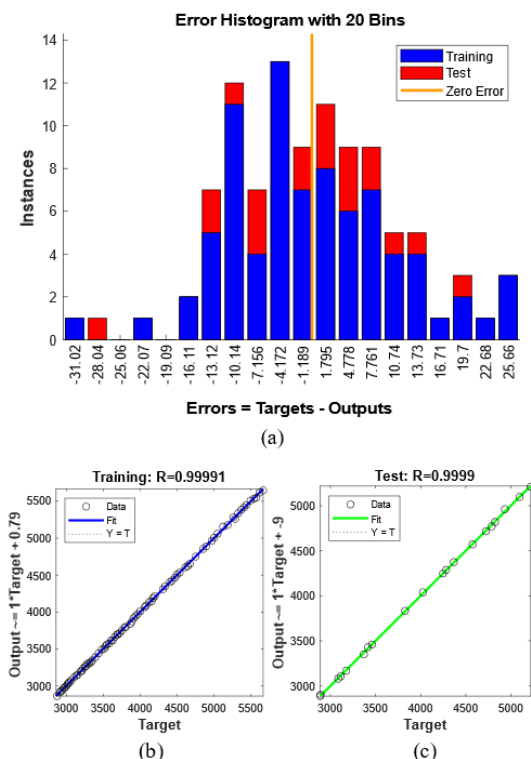 Error Histogram with 20 Bins
14
12
10
8
6
4
2
0
Instances
Training
Test
Zero Error
-31.02
-28.04
-25.06
-22.07
-19.09
-16.11
-13.12
-10.14
-7.156
-4.172
-1.189
1.795
4.778
7.761
10.74
13.73
16.71
19.7
22.68
25.66
Errors = Targets - Outputs
(a)
Training: R=0.99991
Output ~= 1*Target + 0.79
5500
5000
4500
4000
3500
3000
Data
Fit
Y = T
3000 3500 4000 4500 5000 5500
Target
(b)
Test: R=0.9999
Output ~= 1*Target + -9
5000
4500
4000
3500
3000
Data
Fit
Y = T
3000 3500 4000 4500 5000
Target
(c)